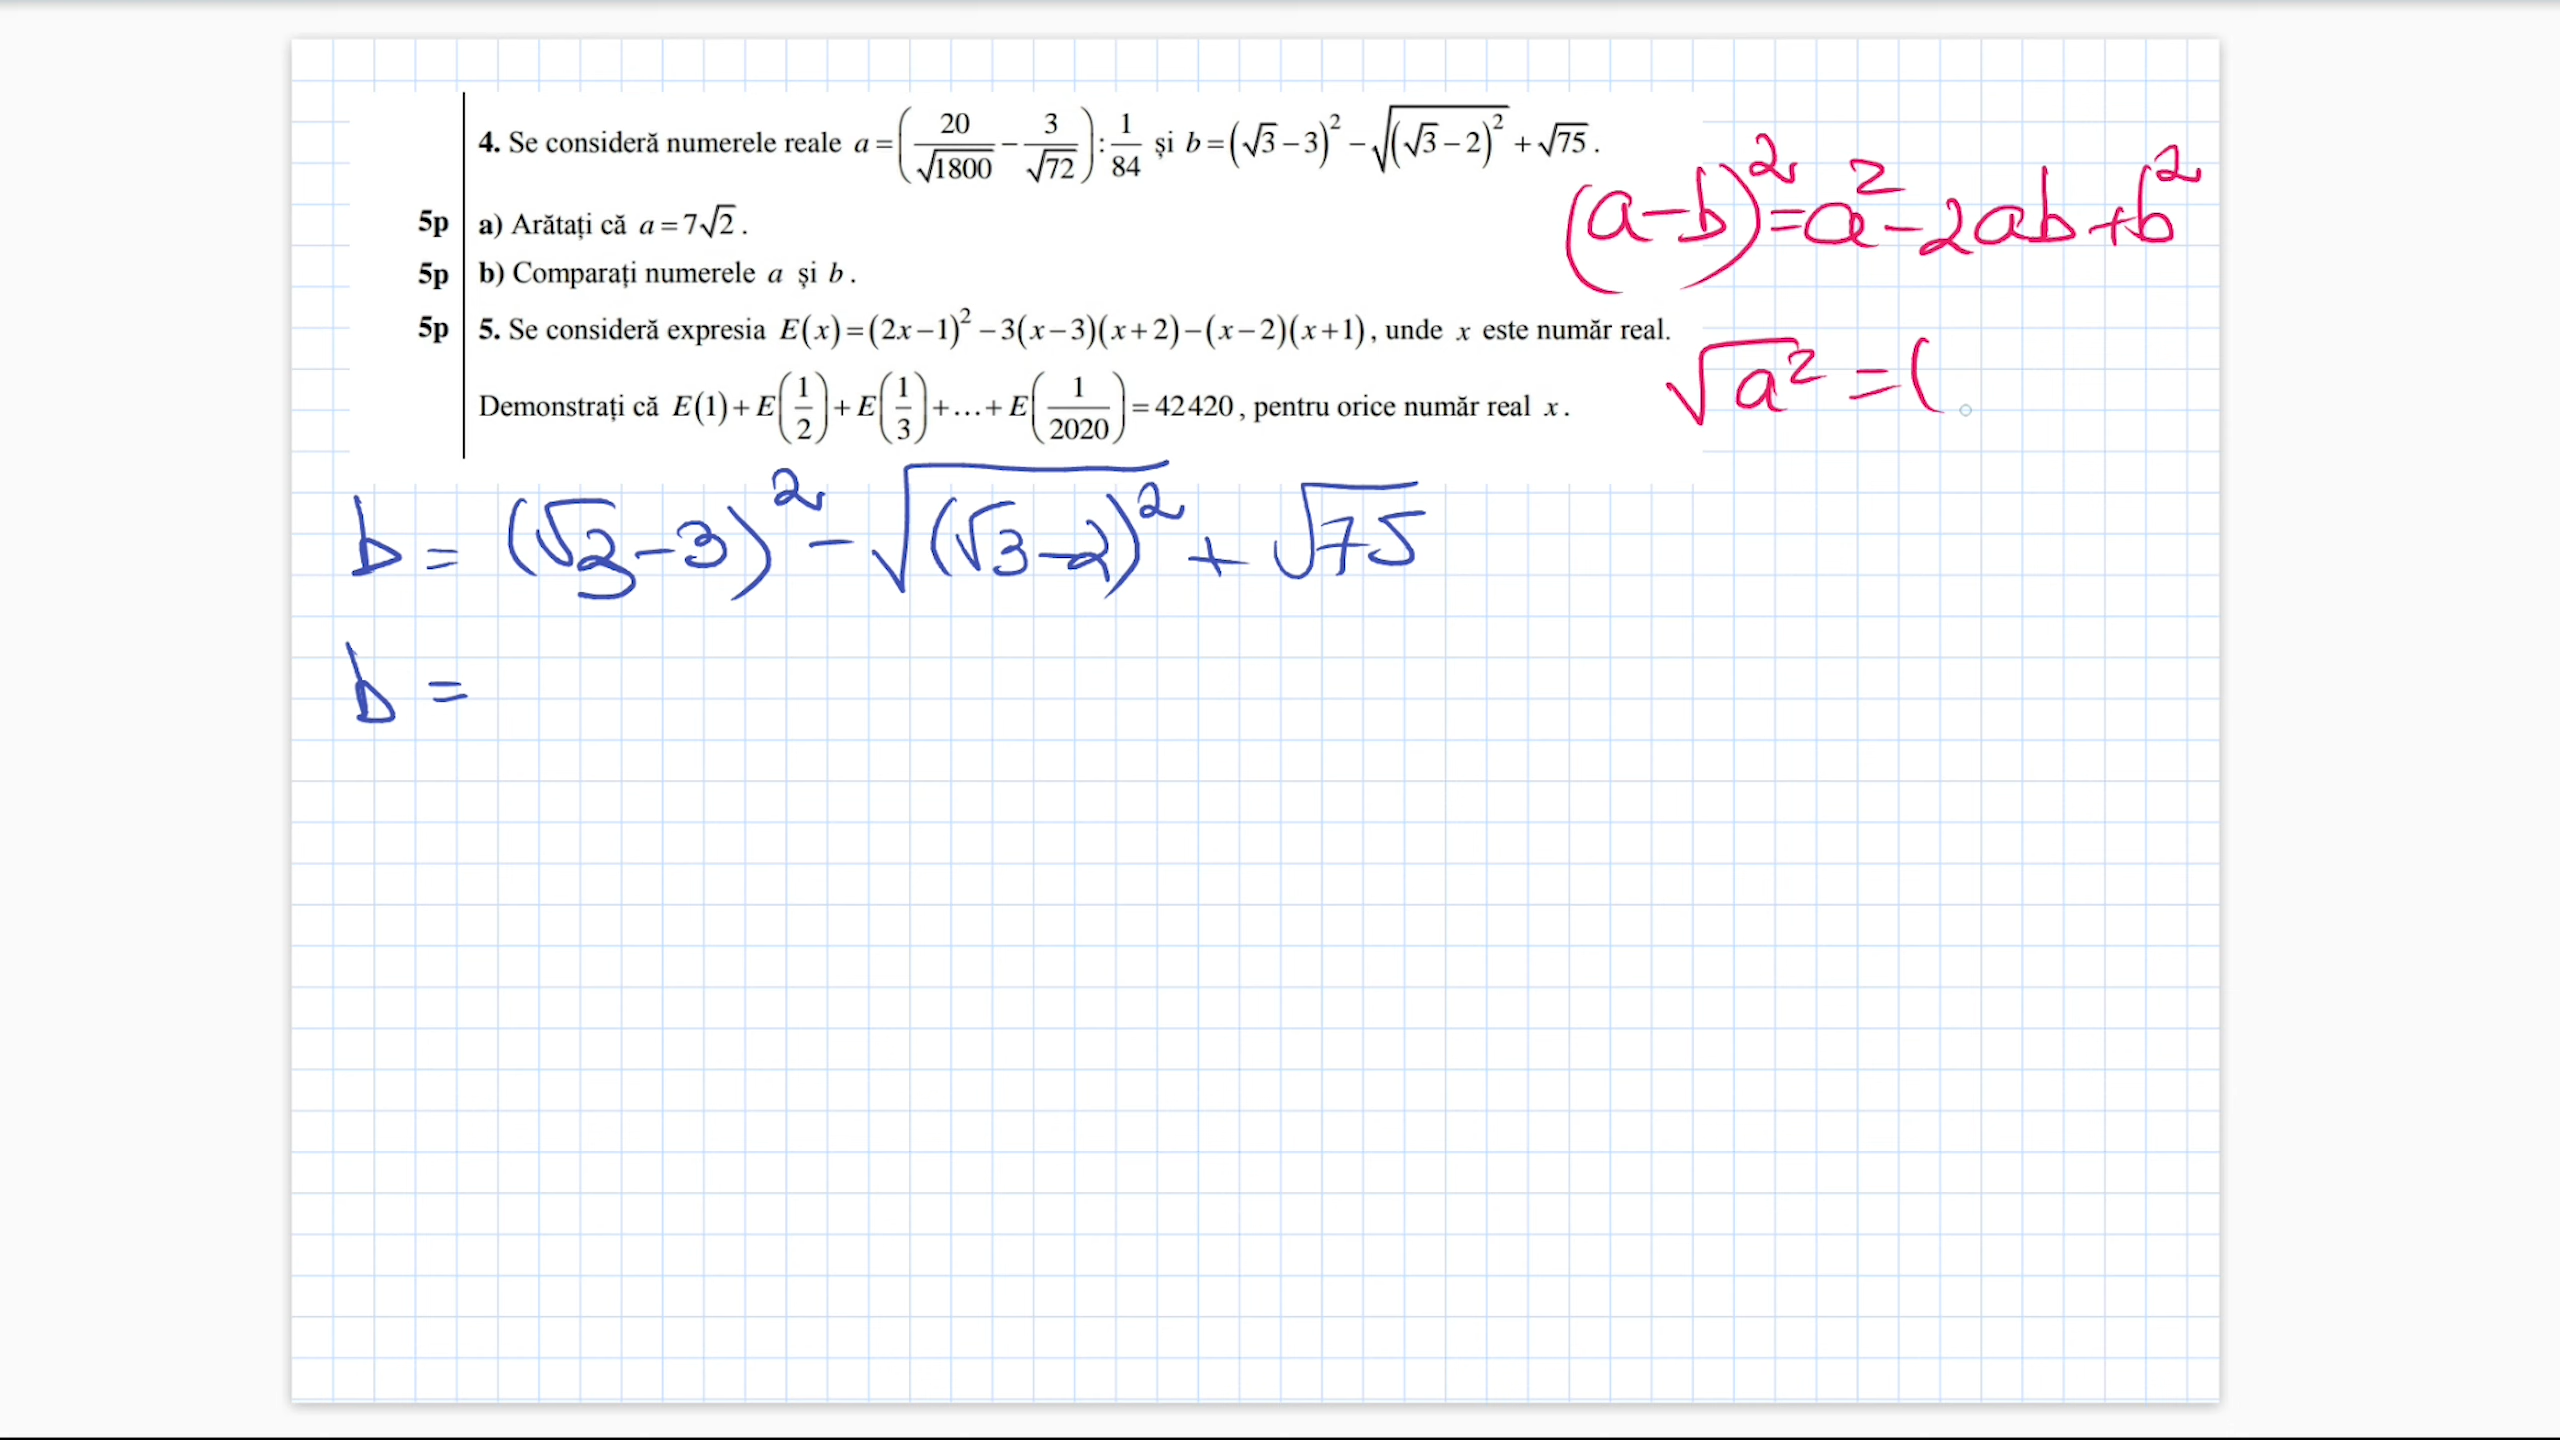 4. Se consideră numerele reale a = (20/√1800 − 3/√72) : 1/84 și b = (√3 − 3)² − √(√3 − 2)² + √75 .
5p a) Arătați că a = 7√2 .
5p b) Comparați numerele a și b .
5p 5. Se consideră expresia E(x) = (2x−1)² − 3(x−3)(x+2) − (x−2)(x+1), unde x este număr real.
Demonstrați că E(1) + E(1/2) + E(1/3) + ... + E(1/2020) = 42420 , pentru orice număr real x .
(a−b)² = a² − 2ab + b²
√a² = (
b = (√3 − 3)² − √(√3 − 2)² + √75
b =